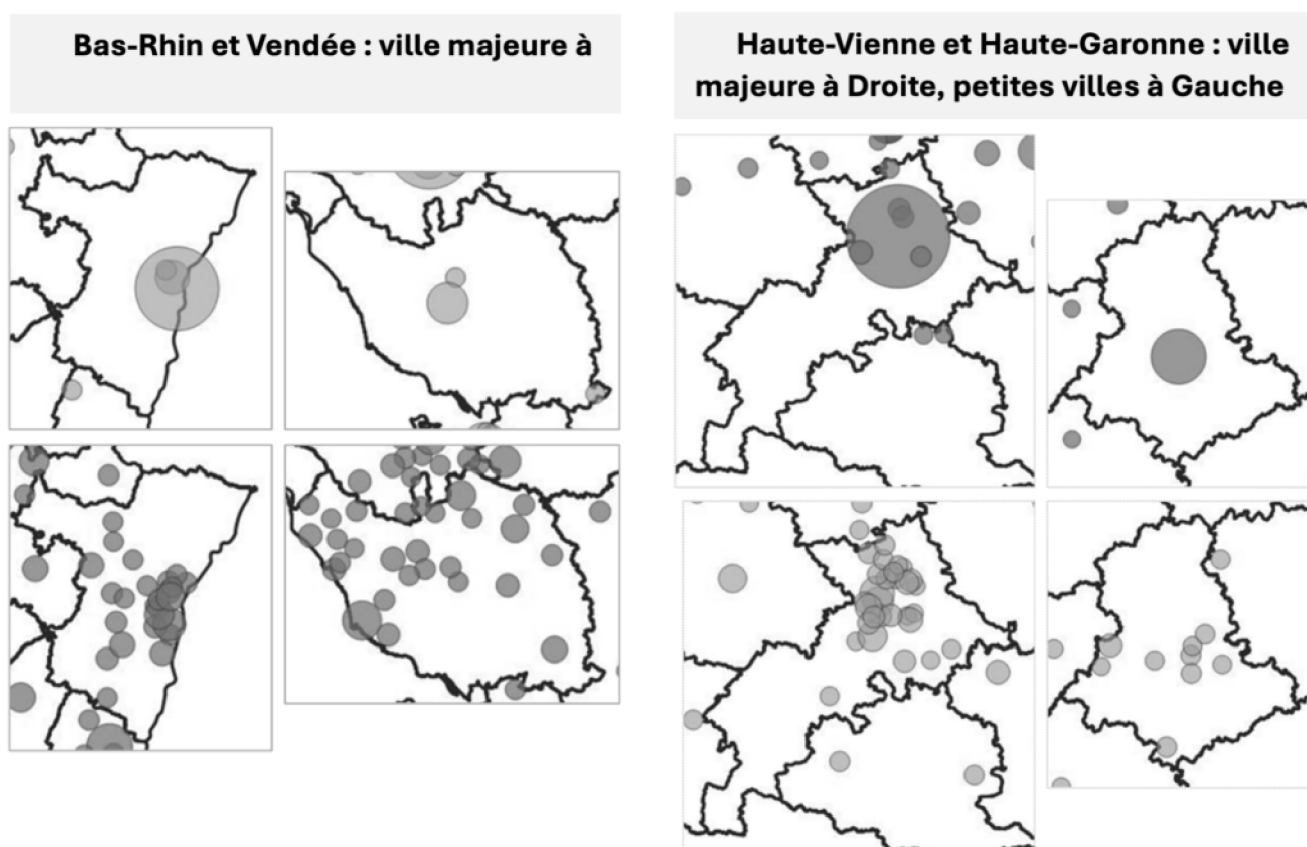 Bas-Rhin et Vendée : ville majeure à
Haute-Vienne et Haute-Garonne : ville
majeure à Droite, petites villes à Gauche